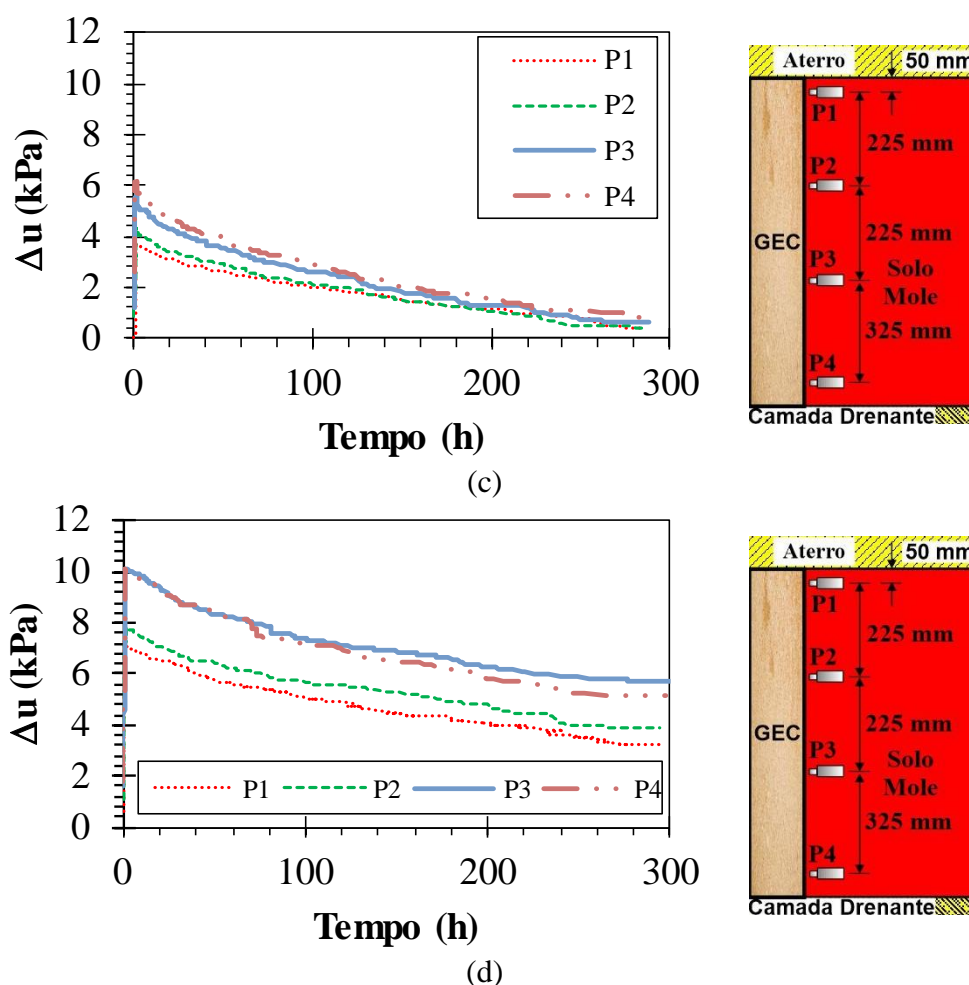 12
10
8
6
4
2
0
Δu (kPa)
P1
P2
P3
P4
0
100
200
300
Tempo (h)
Aterro
50 mm
P1
225 mm
P2
225 mm
GEC
P3
Solo
Mole
325 mm
P4
Camada Drenante
(c)
12
10
8
6
4
2
0
Δu (kPa)
P1 P2 P3 P4
0
100
200
300
Tempo (h)
Aterro
50 mm
P1
225 mm
P2
225 mm
GEC
P3
Solo
Mole
325 mm
P4
Camada Drenante
(d)